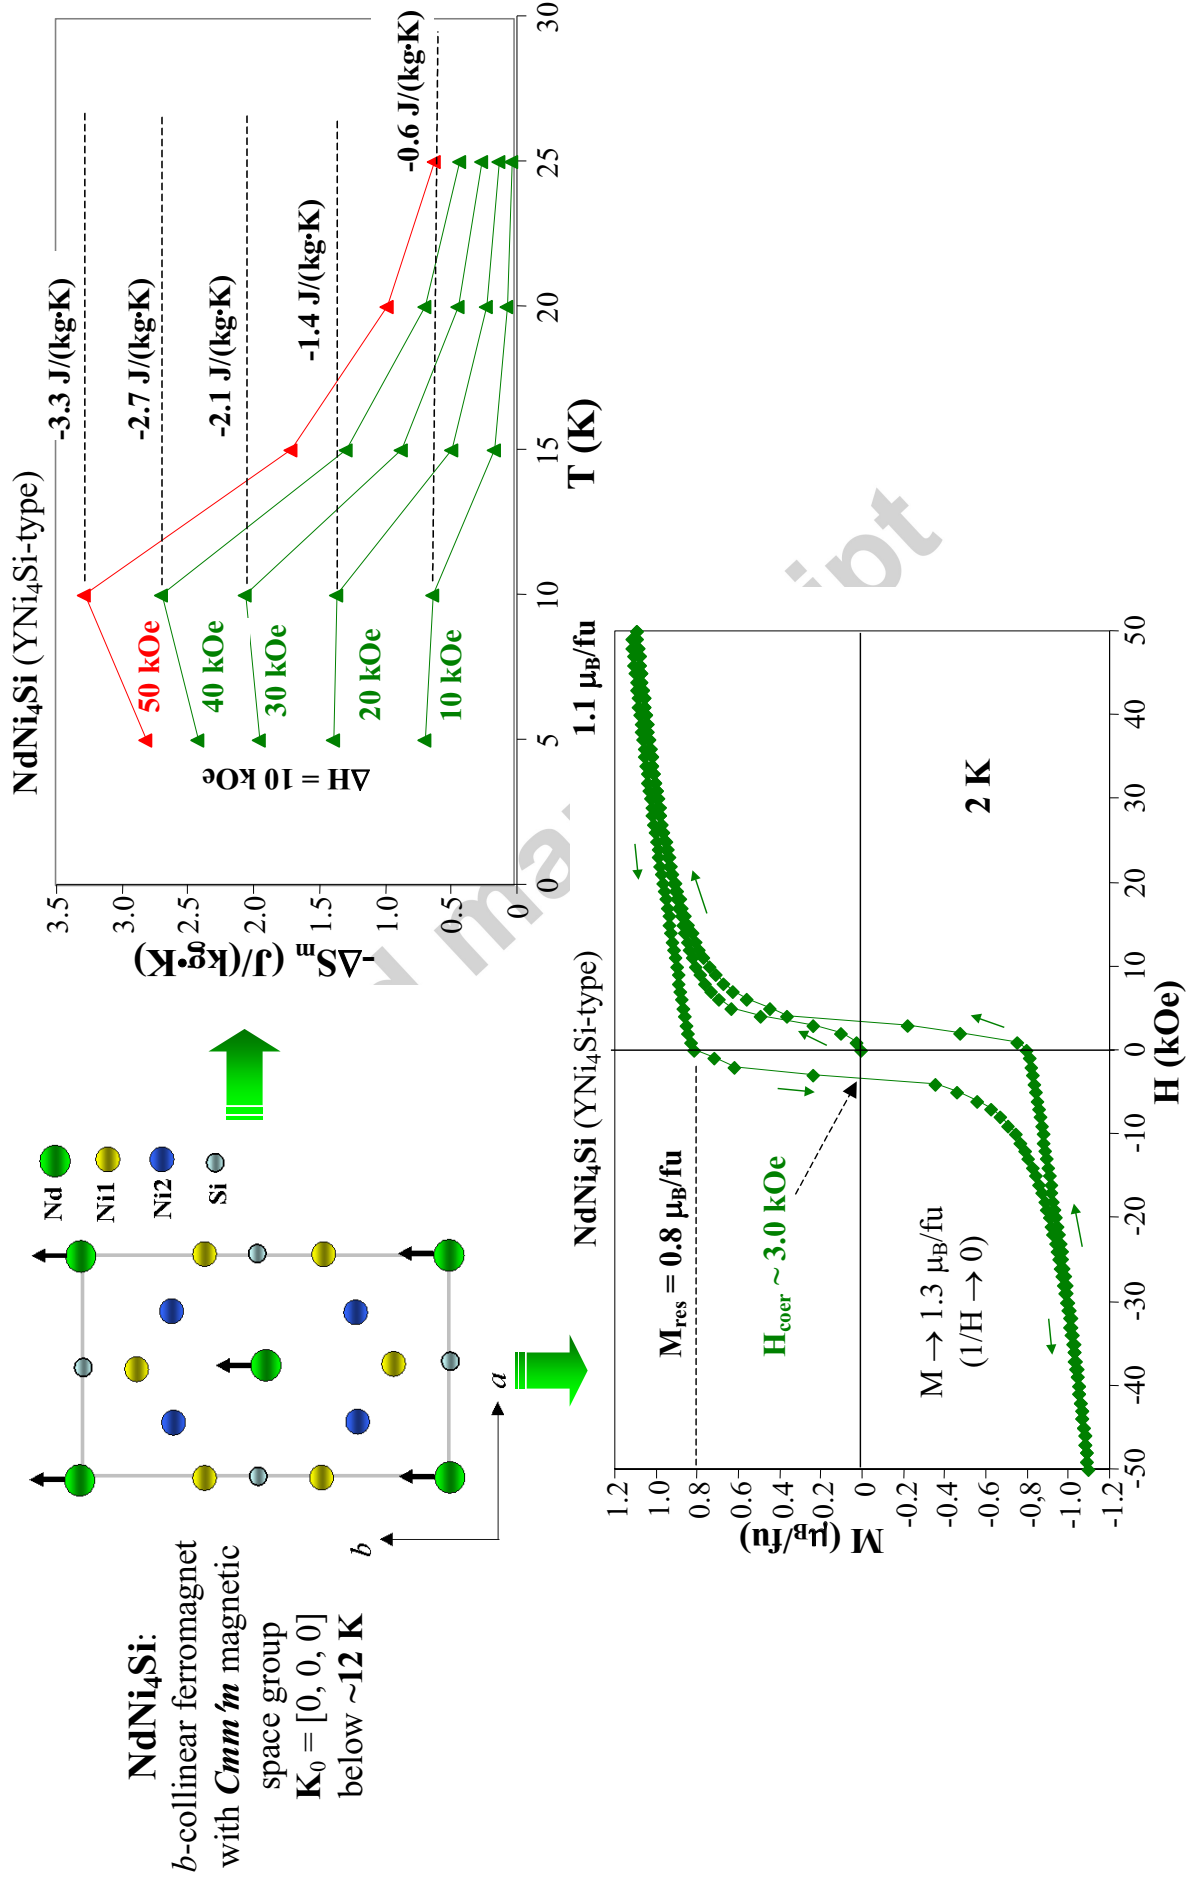 NdNi₄Si:
b-collinear ferromagnet
with Cmm'm magnetic
space group
K₀ = [0, 0, 0]
below ~12 K
b
a
Nd
Ni1
Ni2
Si
NdNi₄Si (YNi₄Si-type)
-ΔSₘ (J/(kg•K)
3.5
3.0
2.5
2.0
1.5
1.0
0.5
0
ΔH = 10 kOe
50 kOe
40 kOe
30 kOe
20 kOe
10 kOe
-3.3 J/(kg•K)
-2.7 J/(kg•K)
-2.1 J/(kg•K)
-1.4 J/(kg•K)
-0.6 J/(kg•K)
0 5 10 15 20 25 30
T (K)
NdNi₄Si (YNi₄Si-type)
M (μB/fu)
1.2
1.0
0.8
0.6
0.4
0.2
0
-0.2
-0.4
-0.6
-0,8
-1.0
-1.2
1.1 μB/fu
Mres = 0.8 μB/fu
Hcoer ~ 3.0 kOe
M → 1.3 μB/fu
(1/H → 0)
2 K
-50 -40 -30 -20 -10 0 10 20 30 40 50
H (kOe)